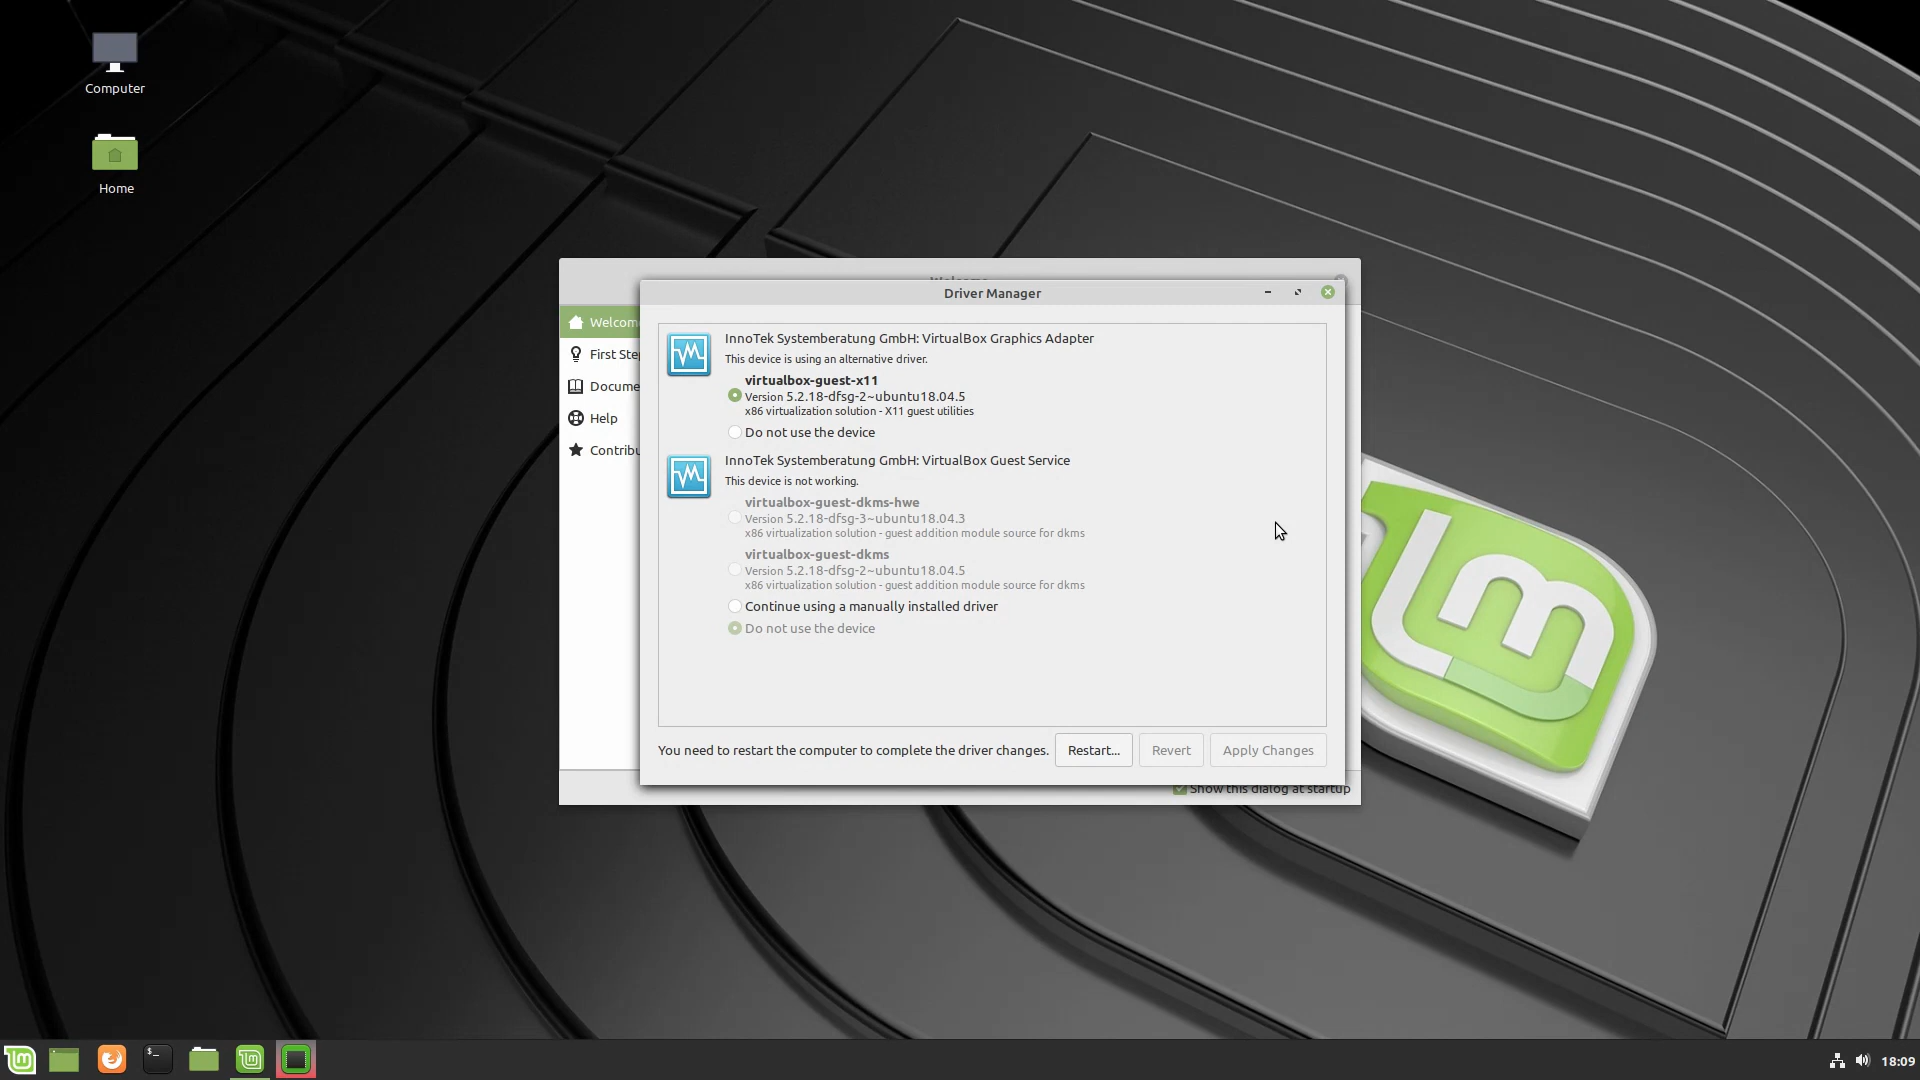 Computer
Home
Driver Manager
Welcom
First Ste
Docume
Help
Contribu
InnoTek Systemberatung GmbH: VirtualBox Graphics Adapter
This device is using an alternative driver.
virtualbox-guest-x11
Version 5.2.18-dfsg-2~ubuntu18.04.5
x86 virtualization solution - X11 guest utilities
Do not use the device
InnoTek Systemberatung GmbH: VirtualBox Guest Service
This device is not working.
virtualbox-guest-dkms-hwe
Version 5.2.18-dfsg-3~ubuntu18.04.3
x86 virtualization solution - guest addition module source for dkms
virtualbox-guest-dkms
Version 5.2.18-dfsg-2~ubuntu18.04.5
x86 virtualization solution - guest addition module source for dkms
Continue using a manually installed driver
Do not use the device
You need to restart the computer to complete the driver changes. Restart... Revert Apply Changes
Show this dialog at startup
18:09